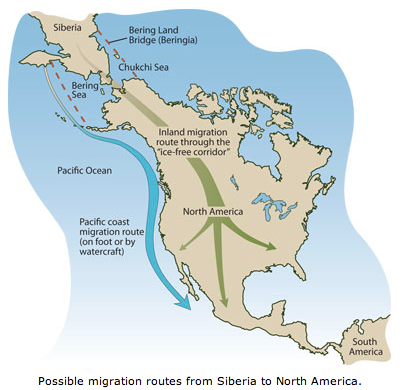 Siberia
Bering Land
Bridge (Beringia)
Chukchi Sea
Bering
Sea
Inland migration
route through the
“ice-free corridor”
Pacific Ocean
North America
Pacific coast
migration route
(on foot or by
watercraft)
South
America
Possible migration routes from Siberia to North America.